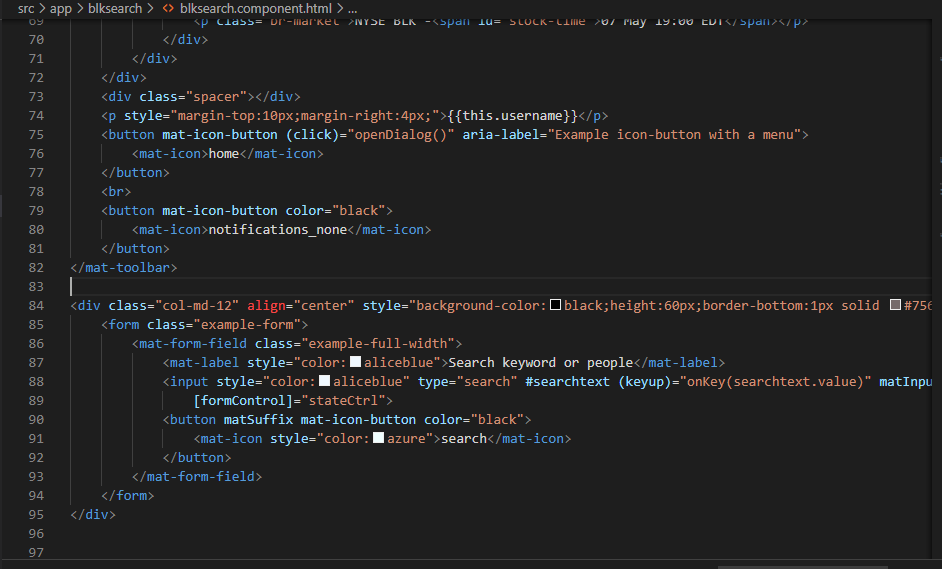 src > app > blksearch > <> blksearch.component.html > ...
69 <p class="br-market">NYSE BLK -<span id="stock-time">07 May 19:00 EDT</span></p>
70 </div>
71 </div>
72 </div>
73 <div class="spacer"></div>
74 <p style="margin-top:10px;margin-right:4px;">{{this.username}}</p>
75 <button mat-icon-button (click)="openDialog()" aria-label="Example icon-button with a menu">
76 <mat-icon>home</mat-icon>
77 </button>
78 <br>
79 <button mat-icon-button color="black">
80 <mat-icon>notifications_none</mat-icon>
81 </button>
82 </mat-toolbar>
83
84 <div class="col-md-12" align="center" style="background-color:black;height:60px;border-bottom:1px solid #756
85 <form class="example-form">
86 <mat-form-field class="example-full-width">
87 <mat-label style="color:aliceblue">Search keyword or people</mat-label>
88 <input style="color:aliceblue" type="search" #searchtext (keyup)="onKey(searchtext.value)" matInpu
89 [formControl]="stateCtrl">
90 <button matSuffix mat-icon-button color="black">
91 <mat-icon style="color:azure">search</mat-icon>
92 </button>
93 </mat-form-field>
94 </form>
95 </div>
96
97